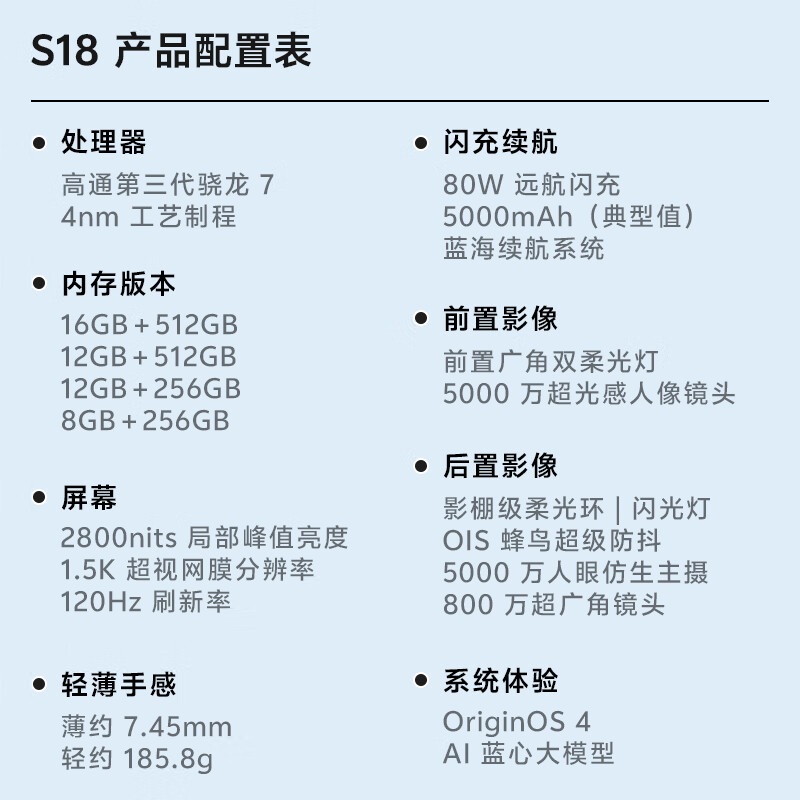 S18 产品配置表
处理器
高通第三代骁龙 7
4nm 工艺制程
内存版本
16GB+512GB
12GB+512GB
12GB+256GB
8GB+256GB
屏幕
2800nits 局部峰值亮度
1.5K 超视网膜分辨率
120Hz 刷新率
轻薄手感
薄约 7.45mm
轻约 185.8g
闪充续航
80W 远航闪充
5000mAh（典型值）
蓝海续航系统
前置影像
前置广角双柔光灯
5000 万超光感人像镜头
后置影像
影棚级柔光环 | 闪光灯
OIS 蜂鸟超级防抖
5000 万人眼仿生主摄
800 万超广角镜头
系统体验
OriginOS 4
AI 蓝心大模型